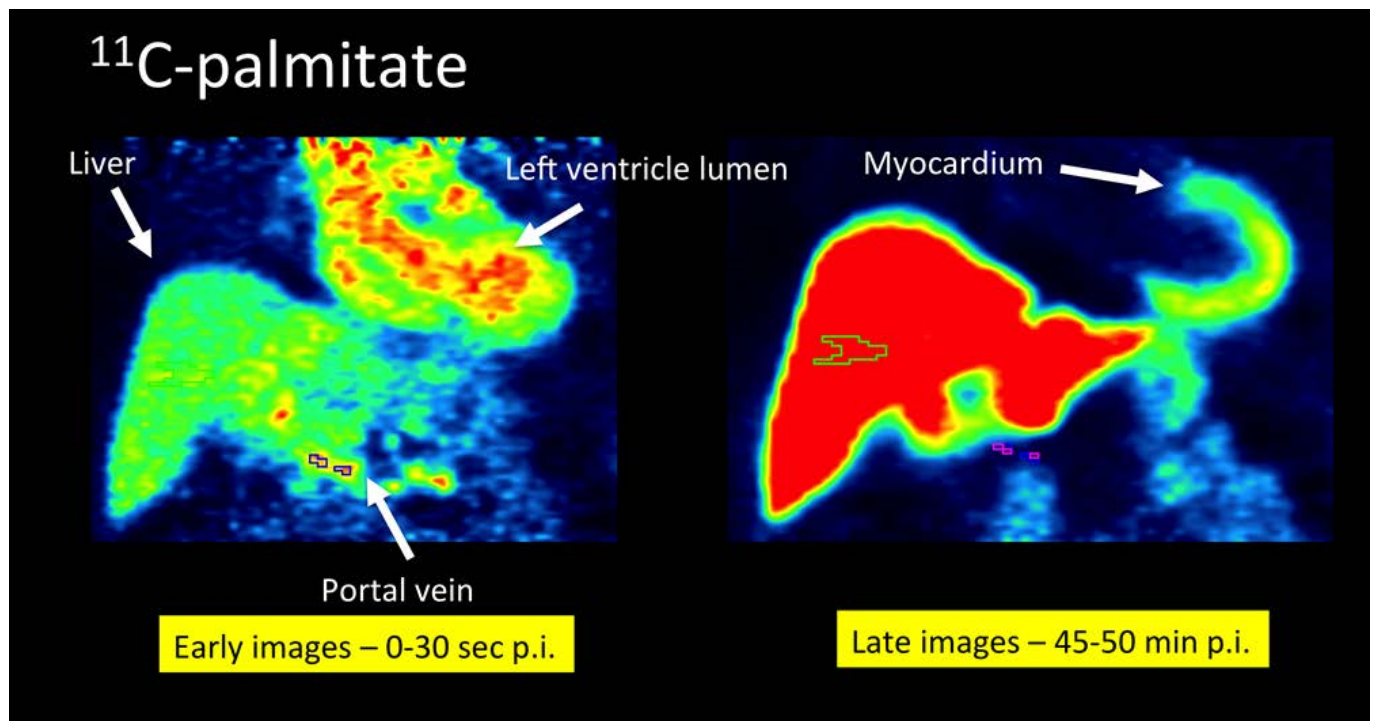 ¹¹C-palmitate
Liver
Left ventricle lumen
Portal vein
Early images – 0-30 sec p.i.
Myocardium
Late images – 45-50 min p.i.